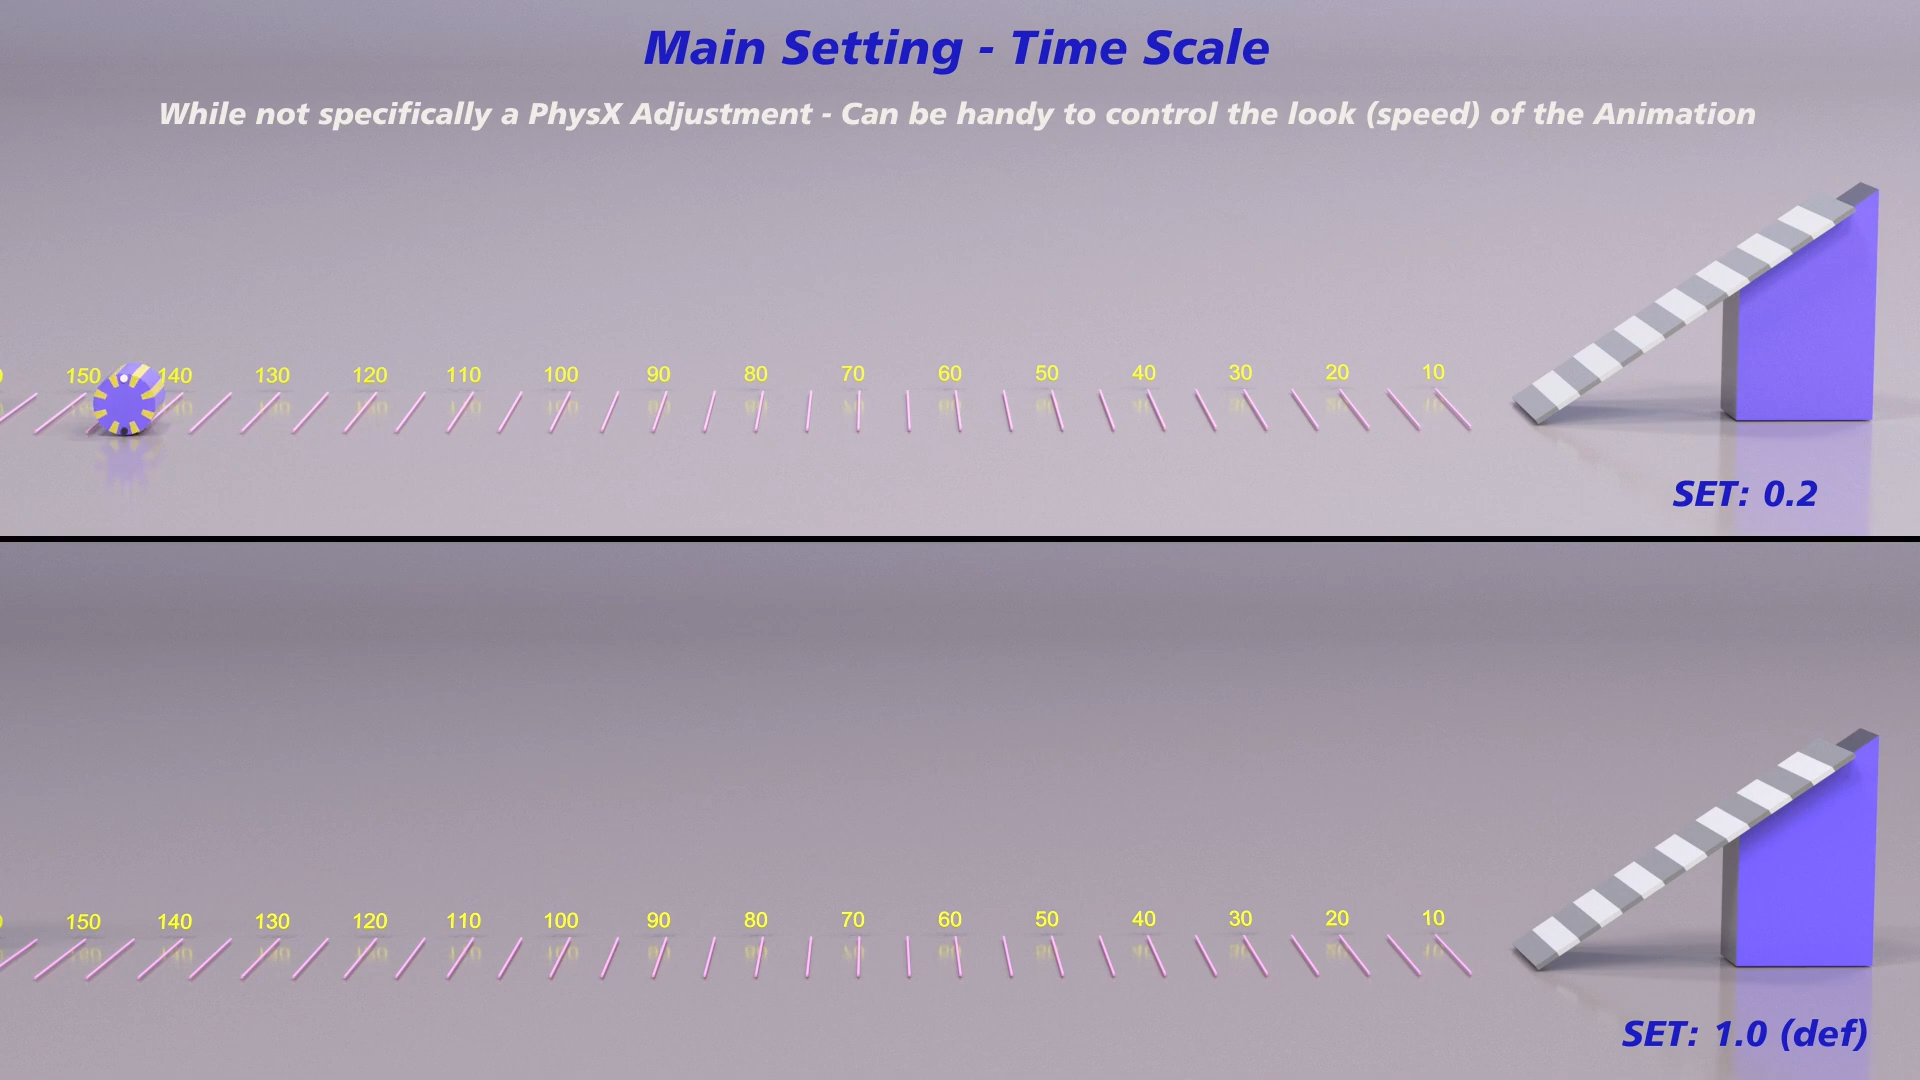 Main Setting - Time Scale
While not specifically a PhysX Adjustment - Can be handy to control the look (speed) of the Animation
150 140 130 120 110 100 90 80 70 60 50 40 30 20 10
SET: 0.2
150 140 130 120 110 100 90 80 70 60 50 40 30 20 10
SET: 1.0 (def)